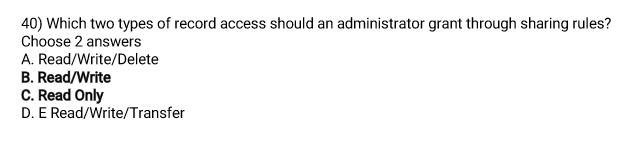 40) Which two types of record access should an administrator grant through sharing rules?
Choose 2 answers
A. Read/Write/Delete
B. Read/Write
C. Read Only
D. E Read/Write/Transfer